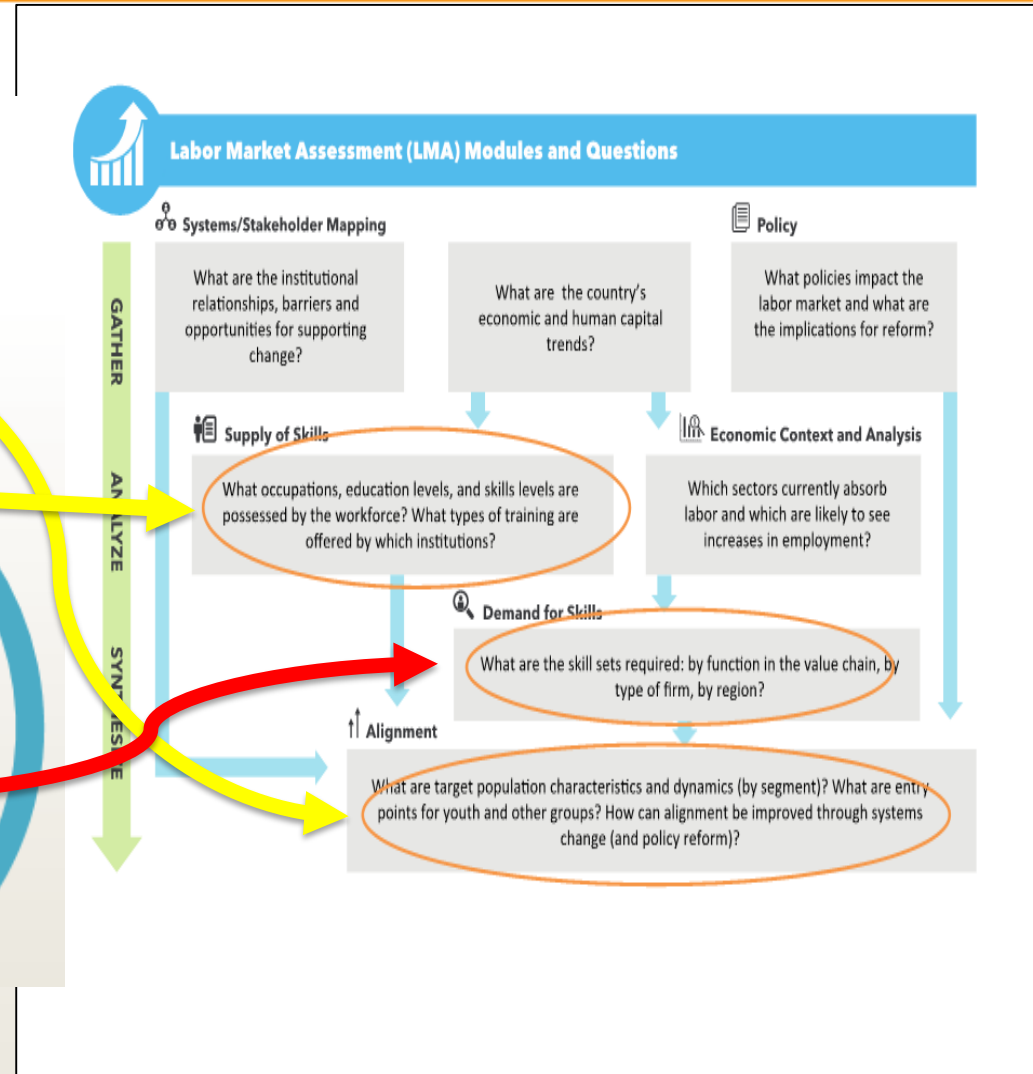 Labor Market Assessment (LMA) Modules and Questions
Systems/Stakeholder Mapping
Policy
GATHER
What are the institutional
relationships, barriers and
opportunities for supporting
change?
What are the country's
economic and human capital
trends?
What policies impact the
labor market and what are
the implications for reform?
Supply of Skills
Economic Context and Analysis
ANALYZE
What occupations, education levels, and skills levels are
possessed by the workforce? What types of training are
offered by which institutions?
Which sectors currently absorb
labor and which are likely to see
increases in employment?
Demand for Skills
SYNTHESIZE
What are the skill sets required: by function in the value chain, by
type of firm, by region?
Alignment
What are target population characteristics and dynamics (by segment)? What are entry
points for youth and other groups? How can alignment be improved through systems
change (and policy reform)?